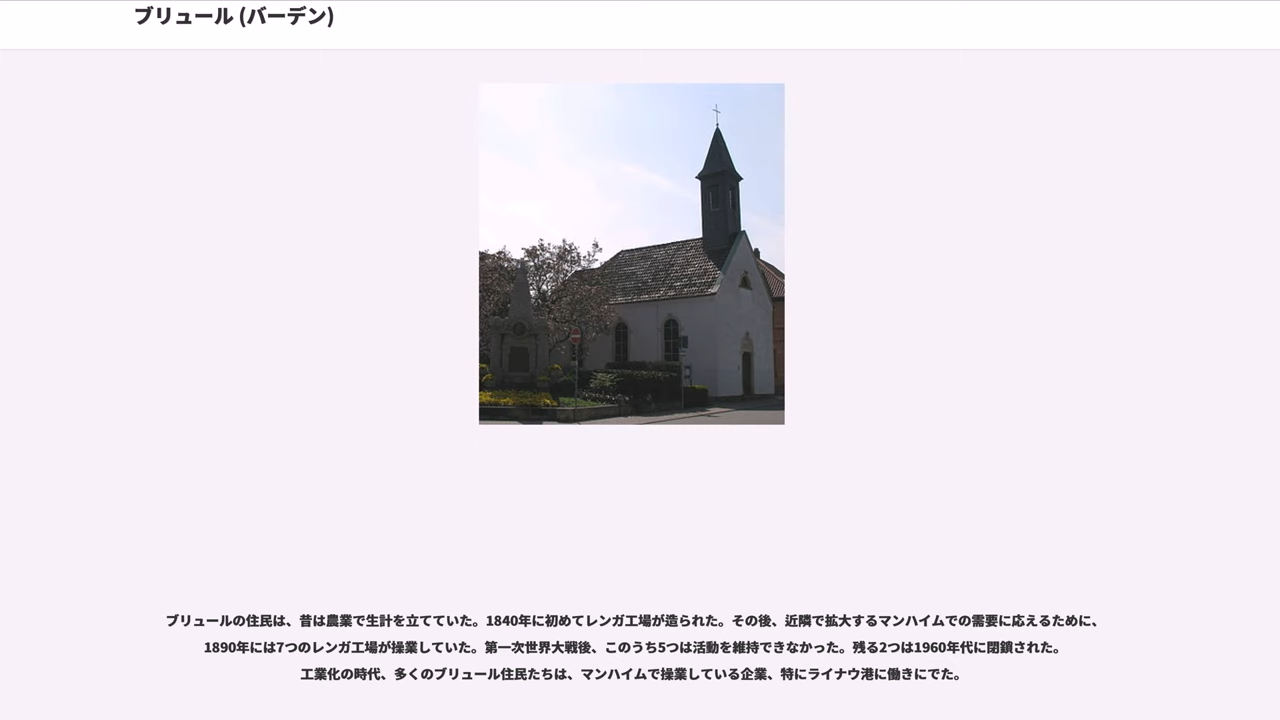 ブリュール (バーデン)
ブリュールの住民は、昔は農業で生計を立てていた。1840年に初めてレンガ工場が造られた。その後、近隣で拡大するマンハイムでの需要に応えるために、
1890年には7つのレンガ工場が操業していた。第一次世界大戦後、このうち5つは活動を維持できなかった。残る2つは1960年代に閉鎖された。
工業化の時代、多くのブリュール住民たちは、マンハイムで操業している企業、特にライナウ港に働きにでた。